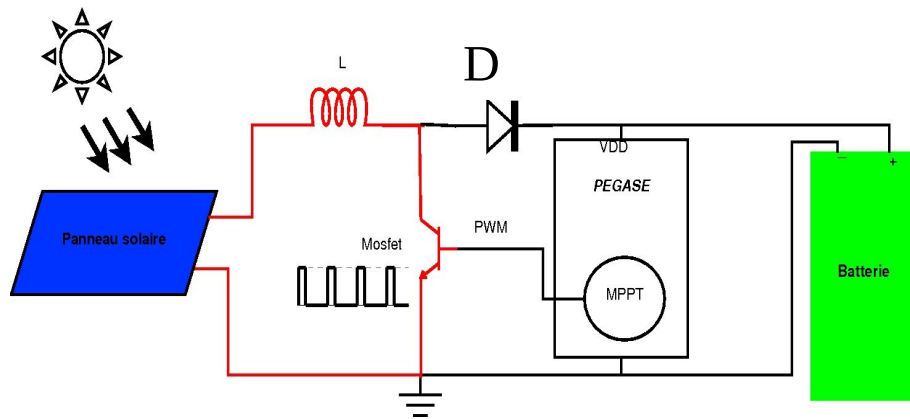 L
D
VDD
PEGASE
Panneau solaire
Mosfet
PWM
MPPT
− +
Batterie